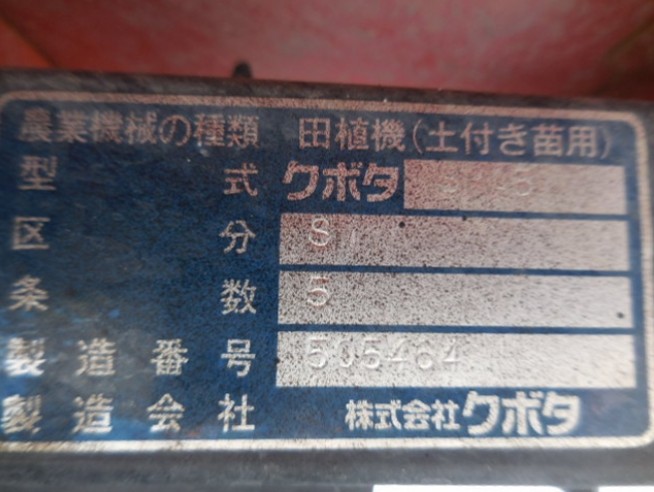 農業機械の種類 田植機(土付き苗用)
型式 クボタ
区分 S
条数 5
製造番号 505464
製造会社 株式会社クボタ